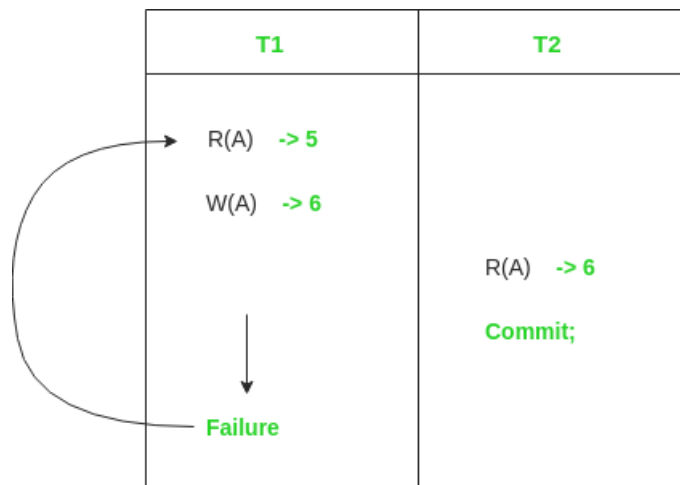 T1 T2
R(A) -> 5
W(A) -> 6
R(A) -> 6
Commit;
Failure